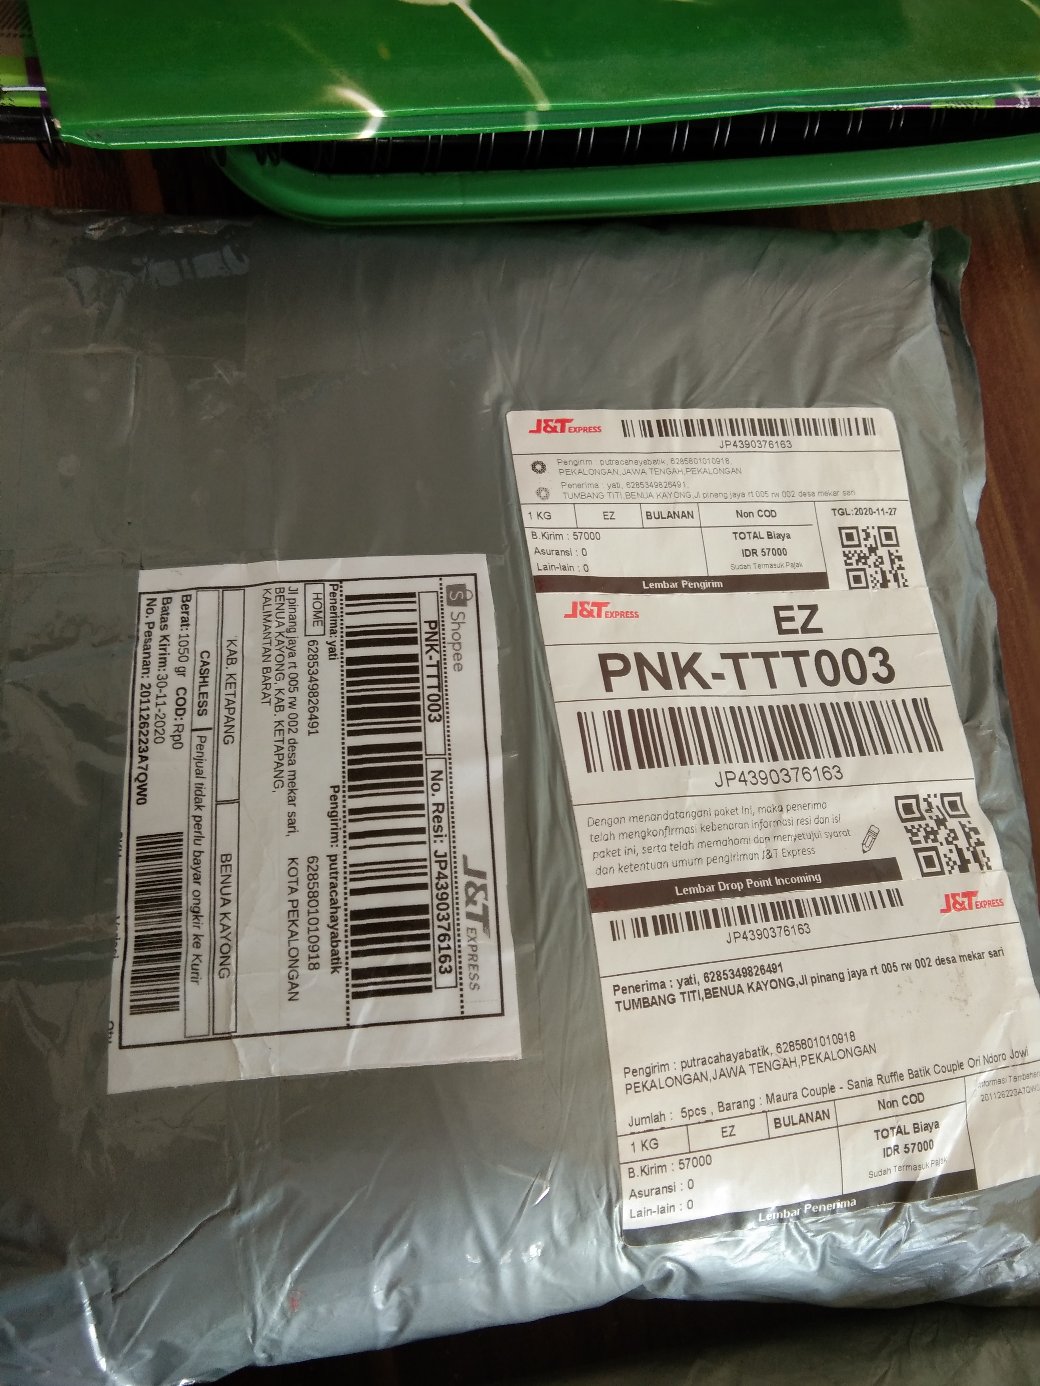 J&T EXPRESS
JP4390376163
Pengirim : putracahayabatik, 6285801010918,
PEKALONGAN,JAWA TENGAH,PEKALONGAN
Penerima : yati, 6285349826491,
TUMBANG TITI,BENUA KAYONG,Jl pinang jaya rt 005 rw 002 desa mekar sari
1 KG EZ BULANAN Non COD TGL:2020-11-27
B.Kirim : 57000
Asuransi : 0
Lain-lain : 0
TOTAL Biaya
IDR 57000
Sudah Termasuk Pajak
Lembar Pengirim
J&T EXPRESS
EZ
PNK-TTT003
JP4390376163
Dengan menandatangani paket ini, maka penerima
telah mengkonfirmasi kebenaran informasi resi dan isi
paket ini, serta telah memahami dan menyetujui syarat
dan ketentuan umum pengiriman J&T Express
Lembar Drop Point Incoming
J&T EXPRESS
JP4390376163
Penerima : yati, 6285349826491
TUMBANG TITI,BENUA KAYONG,Jl pinang jaya rt 005 rw 002 desa mekar sari
Pengirim : putracahayabatik, 6285801010918
PEKALONGAN,JAWA TENGAH,PEKALONGAN
Jumlah : 5pcs , Barang : Maura Couple - Sania Ruffle Batik Couple Ori Ndoro Jowi
1 KG EZ BULANAN Non COD
B.Kirim : 57000
Asuransi : 0
Lain-lain : 0
TOTAL Biaya
IDR 57000
Sudah Termasuk Pajak
Lembar Penerima
Shopee
J&T EXPRESS
PNK-TTT003 No. Resi: JP4390376163
Penerima: yati
HOME 6285349826491
Jl pinang jaya rt 005 rw 002 desa mekar sari,
BENUA KAYONG, KAB. KETAPANG,
KALIMANTAN BARAT
Pengirim: putracahayabatik
6285801010918
KOTA PEKALONGAN
KAB. KETAPANG BENUA KAYONG
CASHLESS Penjual tidak perlu bayar ongkir ke Kurir
Berat: 1050 gr COD: Rp0
Batas Kirim: 30-11-2020
No. Pesanan: 201126223A7QW0